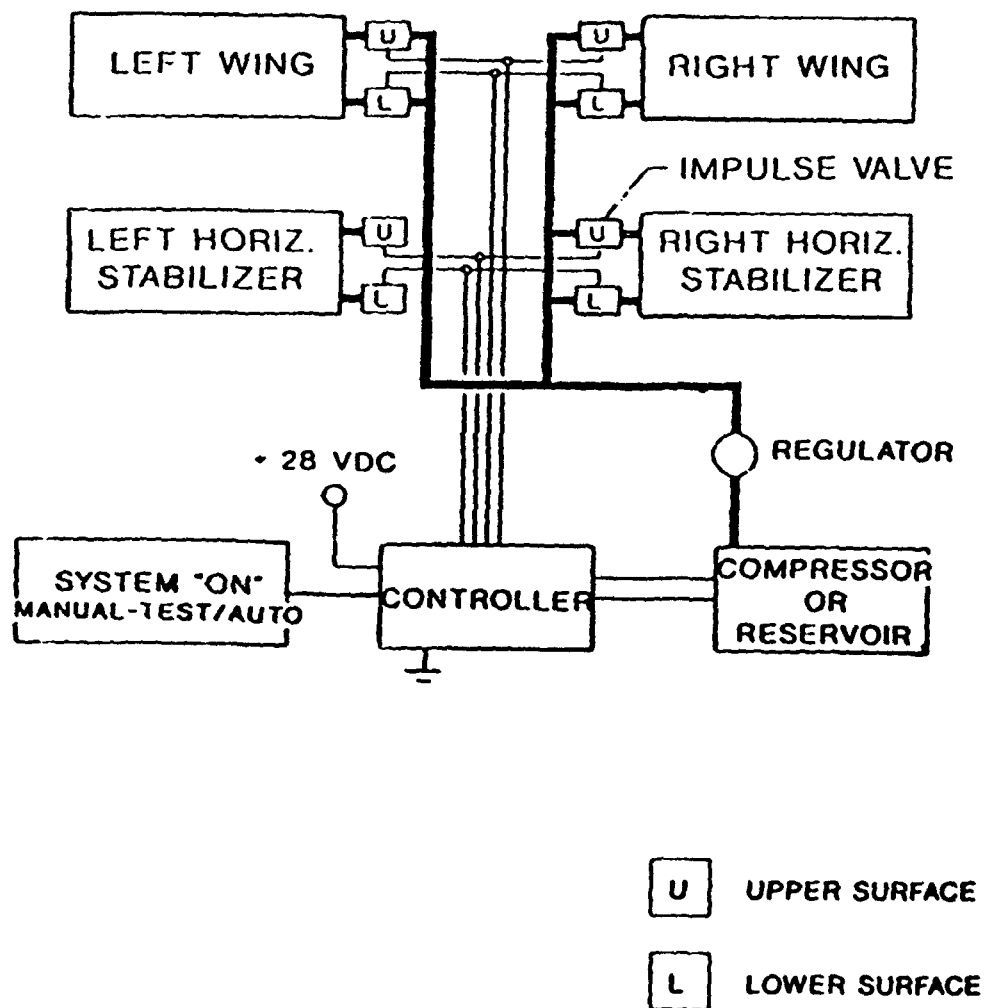 LEFT WING
U
L
U
L
RIGHT WING
IMPULSE VALVE
LEFT HORIZ.
STABILIZER
U
L
U
L
RIGHT HORIZ.
STABILIZER
+ 28 VDC
REGULATOR
SYSTEM "ON"
MANUAL-TEST/AUTO
CONTROLLER
COMPRESSOR
OR
RESERVOIR
U UPPER SURFACE
L LOWER SURFACE